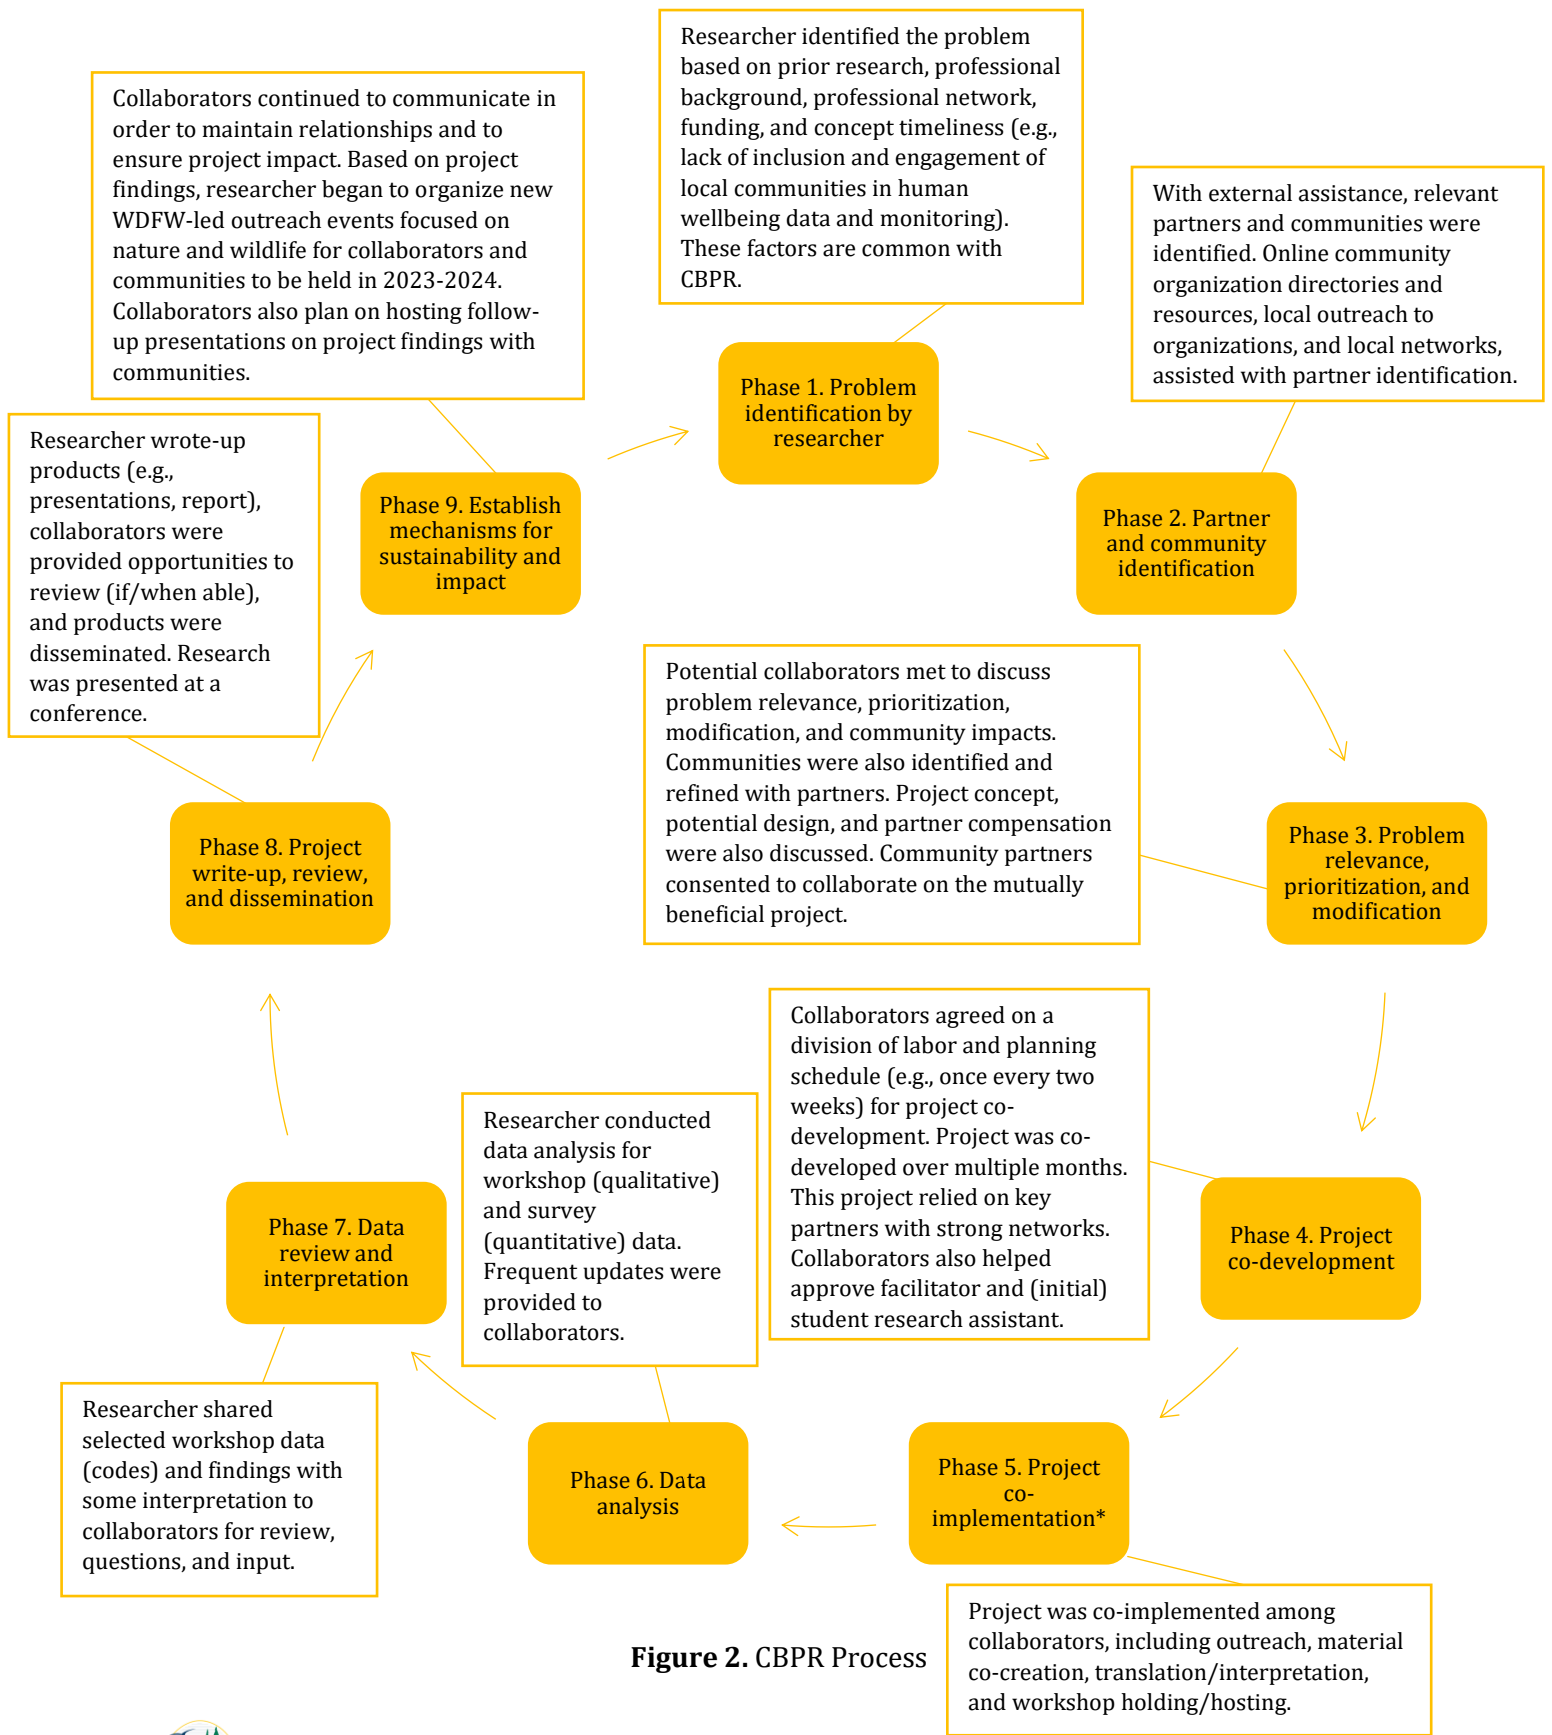 Researcher identified the problem
based on prior research, professional
background, professional network,
funding, and concept timeliness (e.g.,
lack of inclusion and engagement of
local communities in human
wellbeing data and monitoring).
These factors are common with
CBPR.
Phase 1. Problem
identification by
researcher
With external assistance, relevant
partners and communities were
identified. Online community
organization directories and
resources, local outreach to
organizations, and local networks,
assisted with partner identification.
Phase 2. Partner
and community
identification
Potential collaborators met to discuss
problem relevance, prioritization,
modification, and community impacts.
Communities were also identified and
refined with partners. Project concept,
potential design, and partner compensation
were also discussed. Community partners
consented to collaborate on the mutually
beneficial project.
Phase 3. Problem
relevance,
prioritization, and
modification
Collaborators agreed on a
division of labor and planning
schedule (e.g., once every two
weeks) for project co-
development. Project was co-
developed over multiple months.
This project relied on key
partners with strong networks.
Collaborators also helped
approve facilitator and (initial)
student research assistant.
Phase 4. Project
co-development
Phase 5. Project
co-
implementation*
Project was co-implemented among
collaborators, including outreach, material
co-creation, translation/interpretation,
and workshop holding/hosting.
Researcher conducted
data analysis for
workshop (qualitative)
and survey
(quantitative) data.
Frequent updates were
provided to
collaborators.
Phase 6. Data
analysis
Phase 7. Data
review and
interpretation
Researcher shared
selected workshop data
(codes) and findings with
some interpretation to
collaborators for review,
questions, and input.
Phase 8. Project
write-up, review,
and dissemination
Researcher wrote-up
products (e.g.,
presentations, report),
collaborators were
provided opportunities to
review (if/when able),
and products were
disseminated. Research
was presented at a
conference.
Phase 9. Establish
mechanisms for
sustainability and
impact
Collaborators continued to communicate in
order to maintain relationships and to
ensure project impact. Based on project
findings, researcher began to organize new
WDFW-led outreach events focused on
nature and wildlife for collaborators and
communities to be held in 2023-2024.
Collaborators also plan on hosting follow-
up presentations on project findings with
communities.
Figure 2. CBPR Process